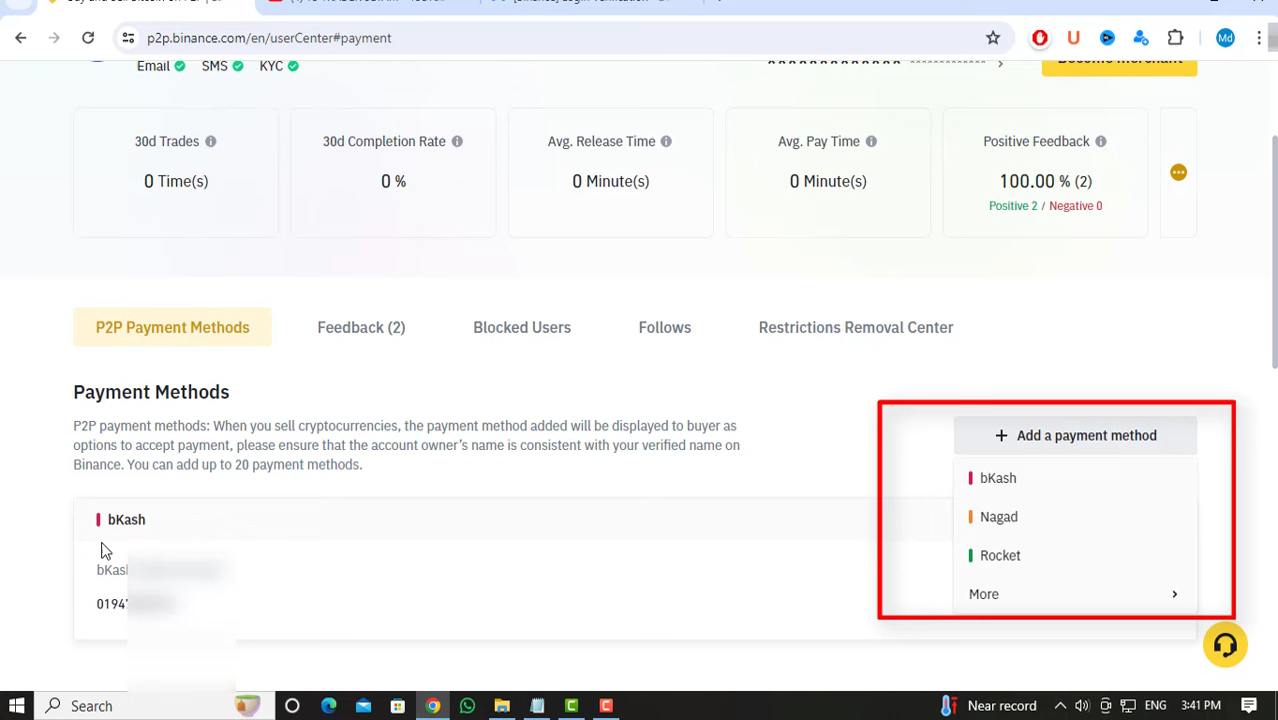 p2p.binance.com/en/userCenter#payment
Md
Email SMS KYC
Become Merchant
30d Trades
0 Time(s)
30d Completion Rate
0 %
Avg. Release Time
0 Minute(s)
Avg. Pay Time
0 Minute(s)
Positive Feedback
100.00 % (2)
Positive 2 / Negative 0
P2P Payment Methods
Feedback (2)
Blocked Users
Follows
Restrictions Removal Center
Payment Methods
P2P payment methods: When you sell cryptocurrencies, the payment method added will be displayed to buyer as
options to accept payment, please ensure that the account owner’s name is consistent with your verified name on
Binance. You can add up to 20 payment methods.
+ Add a payment method
bKash
Nagad
Rocket
More
bKash
Search
Near record
ENG
3:41 PM